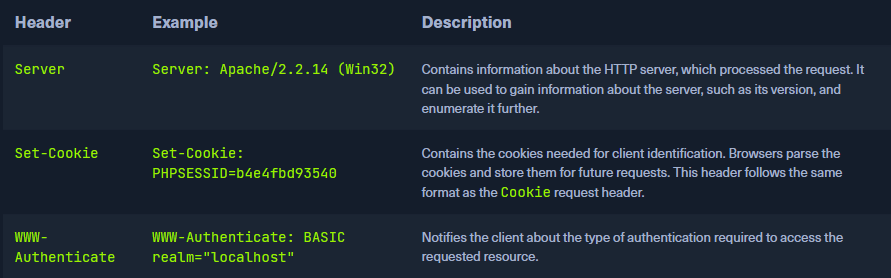 Header Example Description
Server Server: Apache/2.2.14 (Win32) Contains information about the HTTP server, which processed the request. It
can be used to gain information about the server, such as its version, and
enumerate it further.
Set-Cookie Set-Cookie: Contains the cookies needed for client identification. Browsers parse the
PHPSESSID=b4e4fbd93540 cookies and store them for future requests. This header follows the same
format as the Cookie request header.
WWW- WWW-Authenticate: BASIC Notifies the client about the type of authentication required to access the
Authenticate realm="localhost" requested resource.